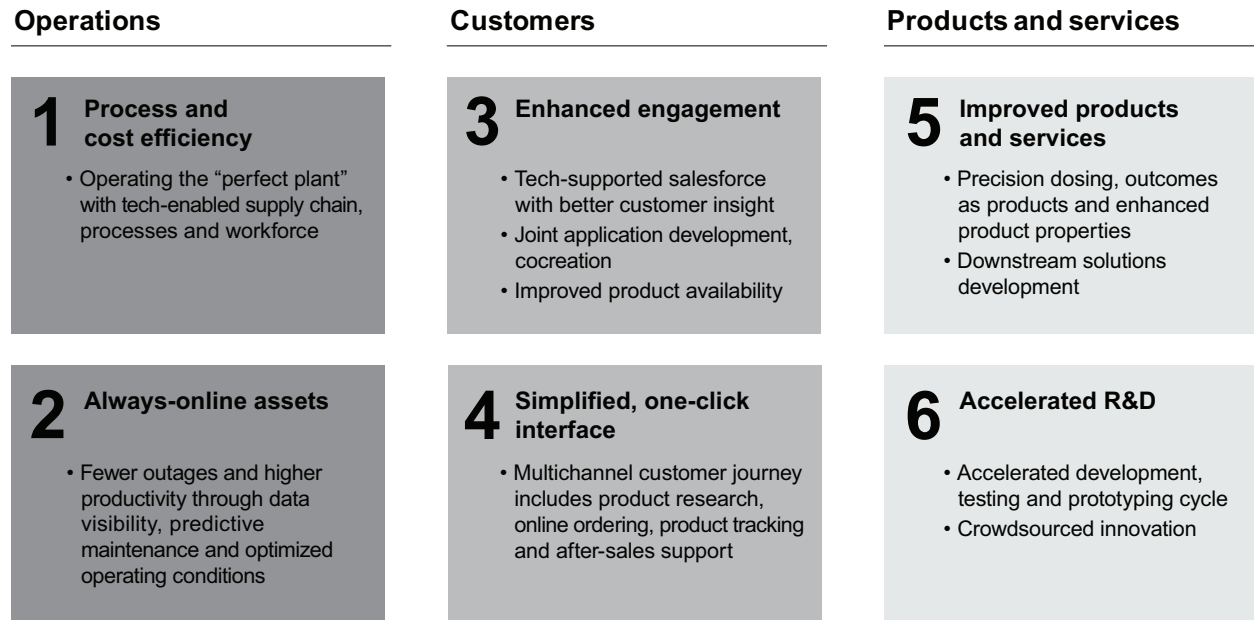 Operations
1
Process and
cost efficiency
• Operating the “perfect plant”
with tech-enabled supply chain,
processes and workforce
2
Always-online assets
• Fewer outages and higher
productivity through data
visibility, predictive
maintenance and optimized
operating conditions
Customers
3
Enhanced engagement
• Tech-supported salesforce
with better customer insight
• Joint application development,
cocreation
• Improved product availability
4
Simplified, one-click
interface
• Multichannel customer journey
includes product research,
online ordering, product tracking
and after-sales support
Products and services
5
Improved products
and services
• Precision dosing, outcomes
as products and enhanced
product properties
• Downstream solutions
development
6
Accelerated R&D
• Accelerated development,
testing and prototyping cycle
• Crowdsourced innovation